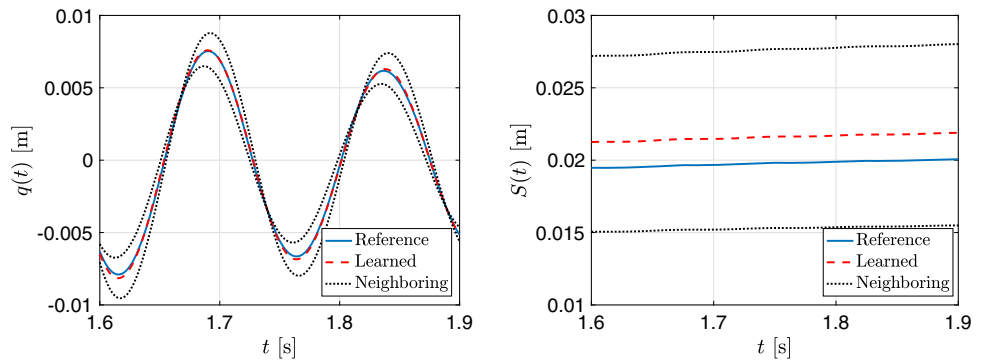 0.01
0.005
0
-0.005
-0.01
q(t) [m]
1.6
1.7
1.8
1.9
t [s]
Reference
Learned
Neighboring
0.03
0.025
0.02
0.015
0.01
S(t) [m]
1.6
1.7
1.8
1.9
t [s]
Reference
Learned
Neighboring